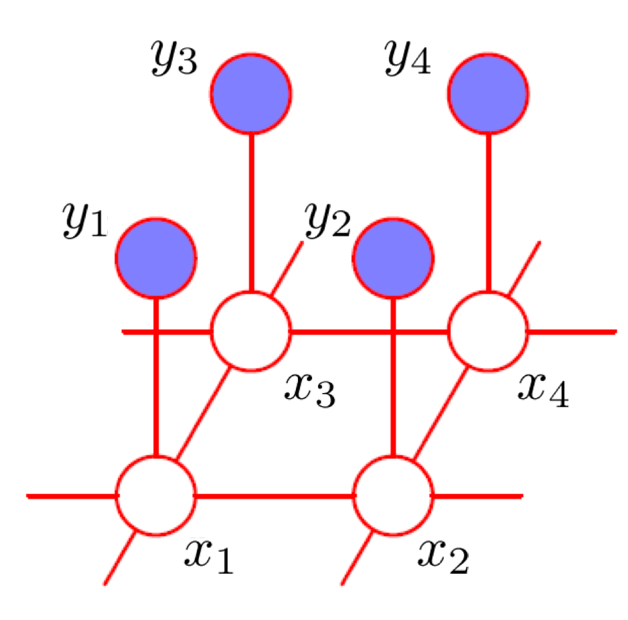 y₃ y₄
y₁ y₂
x₃ x₄
x₁ x₂